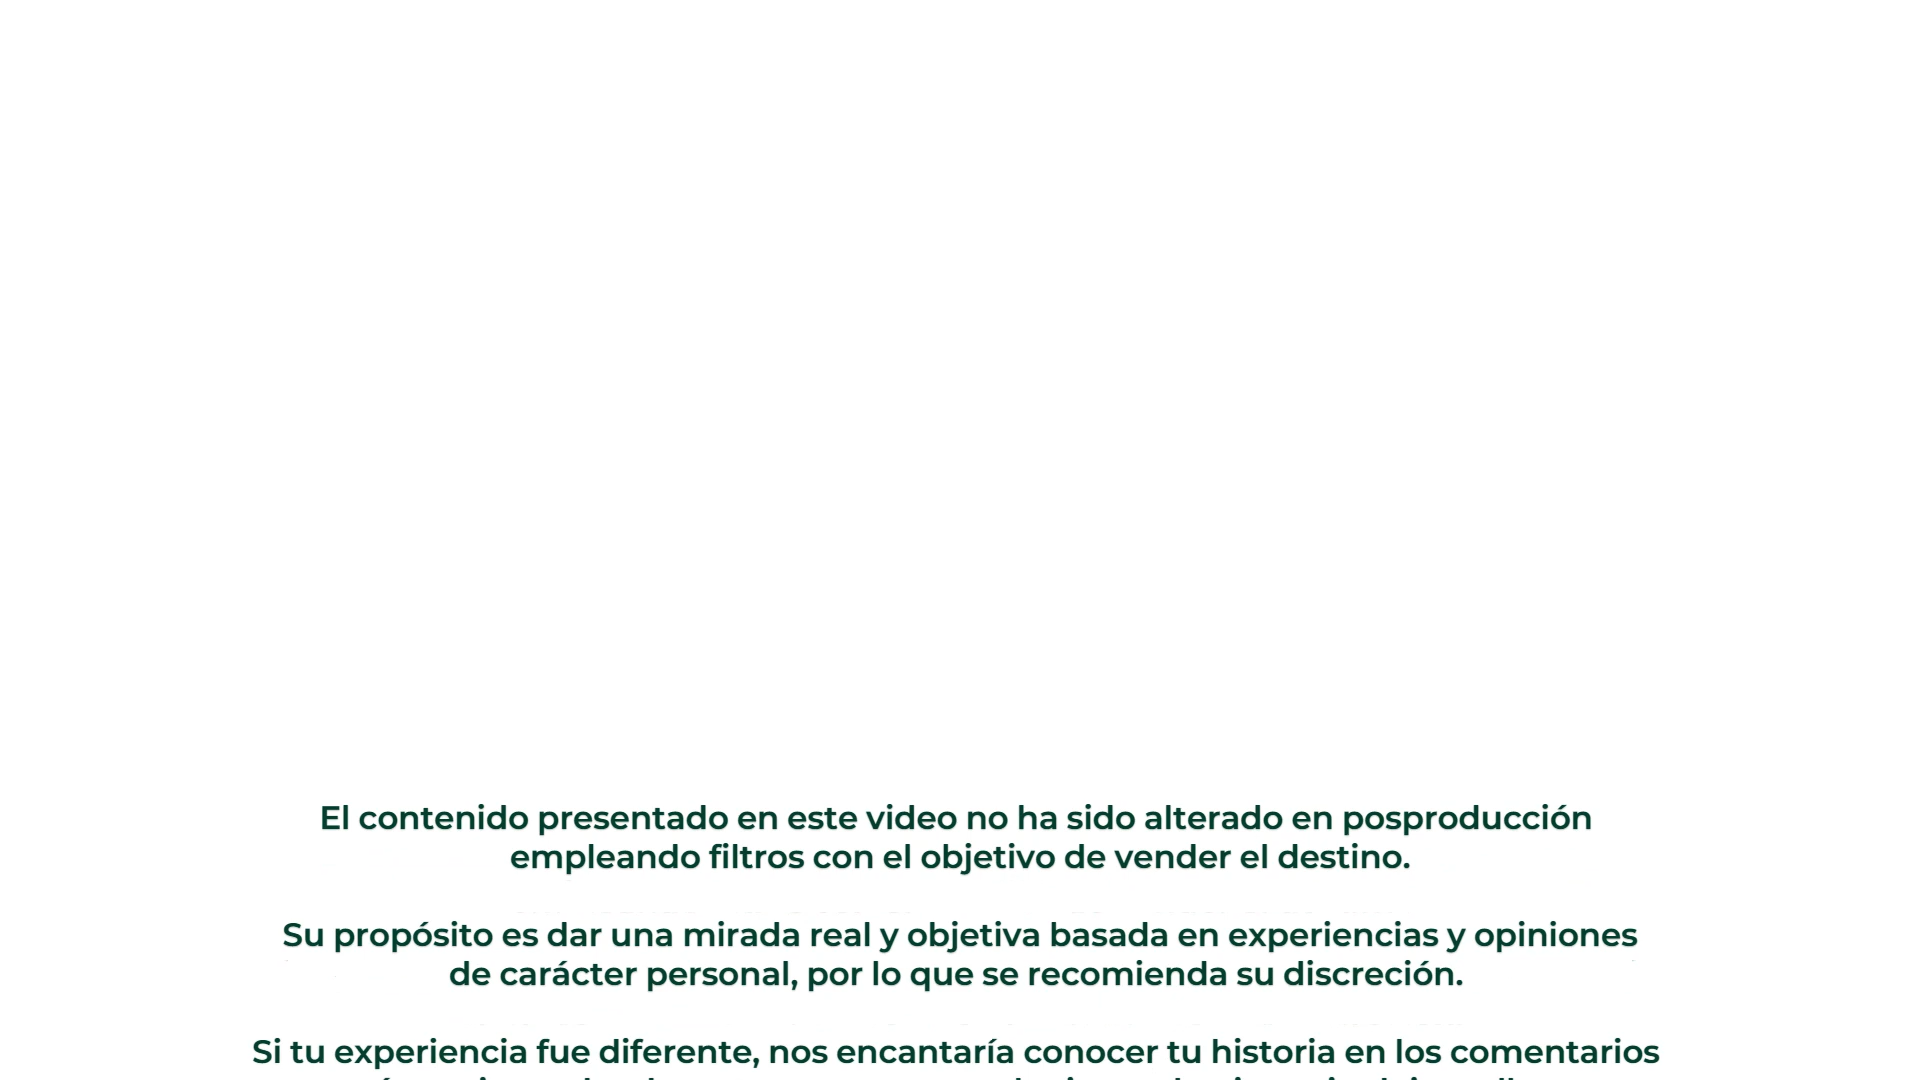 El contenido presentado en este video no ha sido alterado en posproducción
empleando filtros con el objetivo de vender el destino.
Su propósito es dar una mirada real y objetiva basada en experiencias y opiniones
de carácter personal, por lo que se recomienda su discreción.
Si tu experiencia fue diferente, nos encantaría conocer tu historia en los comentarios